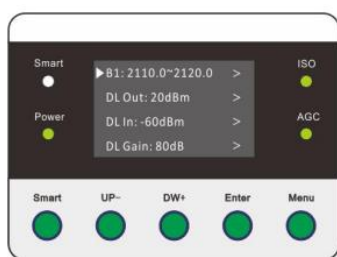 Smart
ISO
▶B1: 2110.0~2120.0 >
DL Out: 20dBm >
Power
AGC
DL In: -60dBm >
DL Gain: 80dB >
Smart UP- DW+ Enter Menu